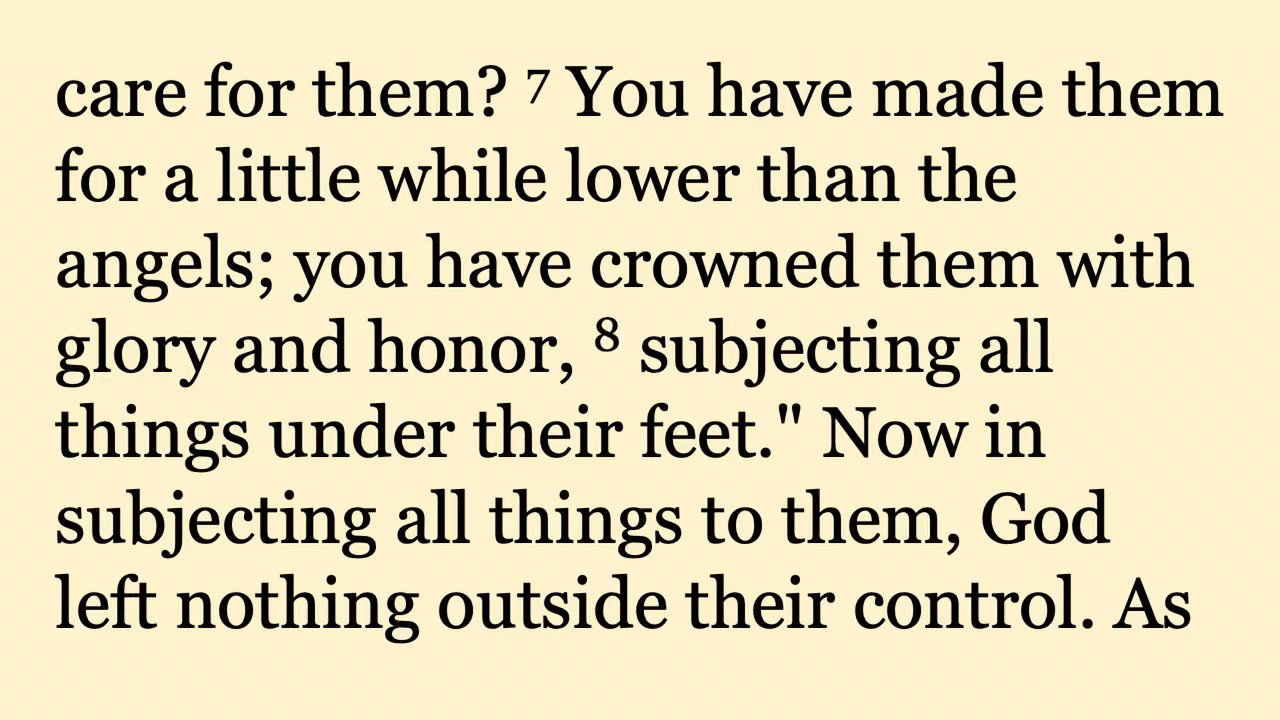 care for them? ⁷ You have made them
for a little while lower than the
angels; you have crowned them with
glory and honor, ⁸ subjecting all
things under their feet." Now in
subjecting all things to them, God
left nothing outside their control. As